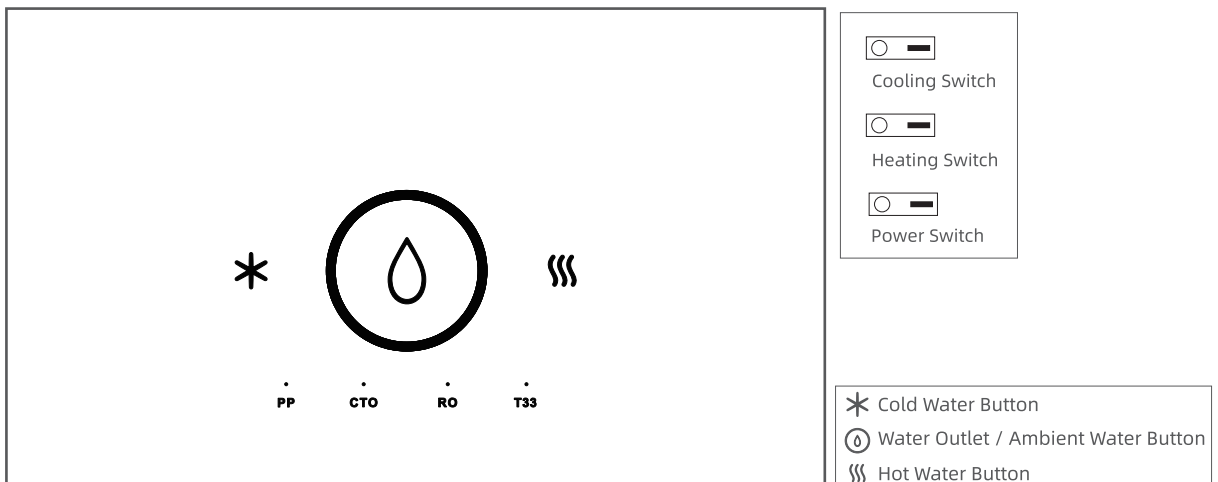 Cooling Switch
Heating Switch
Power Switch
PP CTO RO T33
Cold Water Button
Water Outlet / Ambient Water Button
Hot Water Button